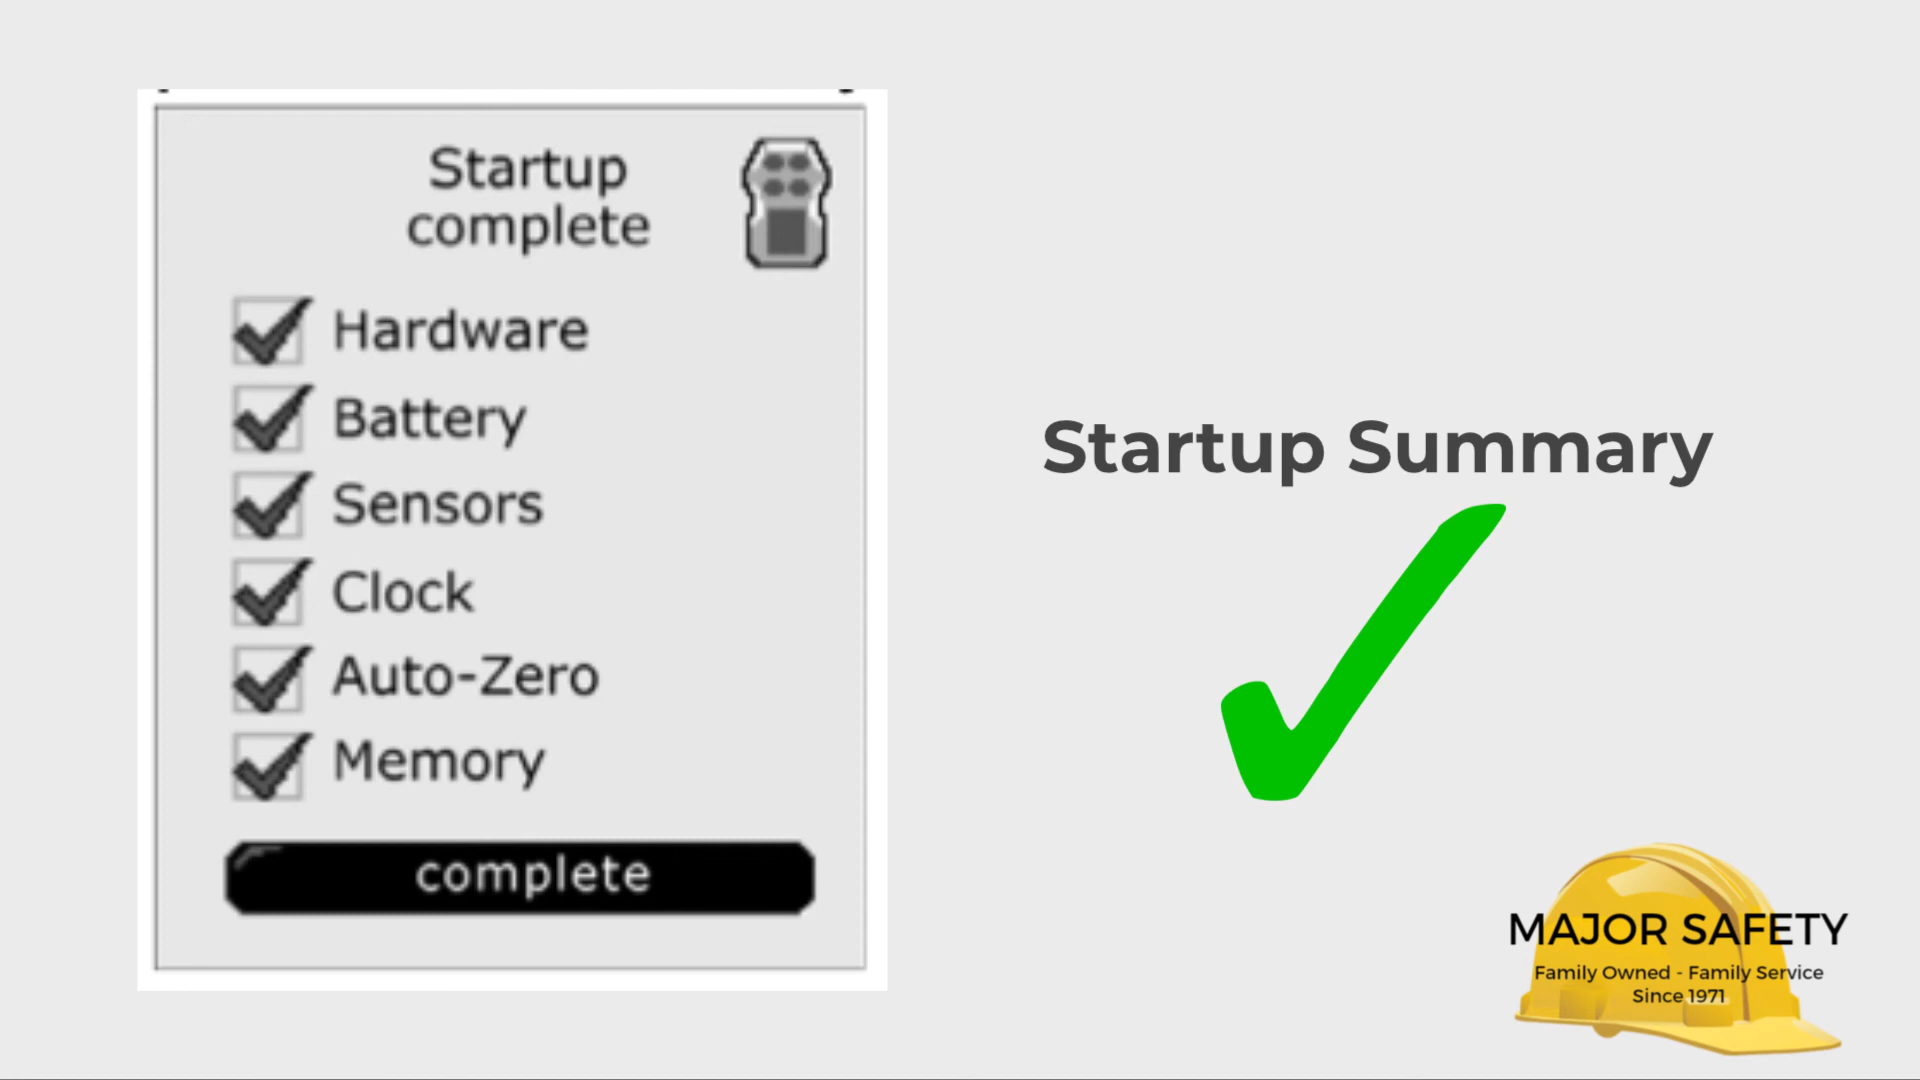 Startup
complete
Hardware
Battery
Sensors
Clock
Auto-Zero
Memory
complete
Startup Summary
MAJOR SAFETY
Family Owned - Family Service
Since 1971